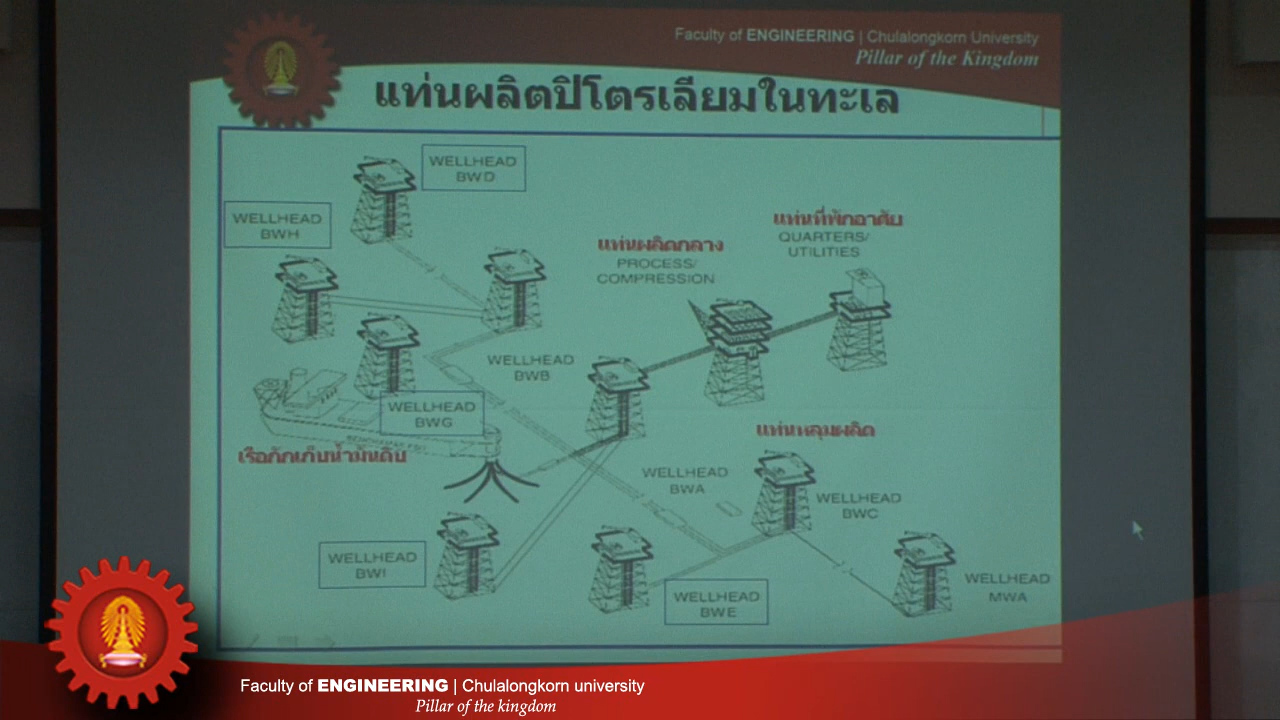 Faculty of ENGINEERING | Chulalongkorn University
Pillar of the Kingdom
แท่นผลิตปิโตรเลียมในทะเล
WELLHEAD
BWD
WELLHEAD
BWH
แท่นผลิตกลาง
PROCESS/
COMPRESSION
แท่นที่พักอาศัย
QUARTERS/
UTILITIES
WELLHEAD
BWB
WELLHEAD
BWG
เรือกักเก็บน้ำมันดิบ
แท่นหลุมผลิต
WELLHEAD
BWA
WELLHEAD
BWC
WELLHEAD
BWI
WELLHEAD
BWE
WELLHEAD
MWA
Faculty of ENGINEERING | Chulalongkorn university
Pillar of the kingdom